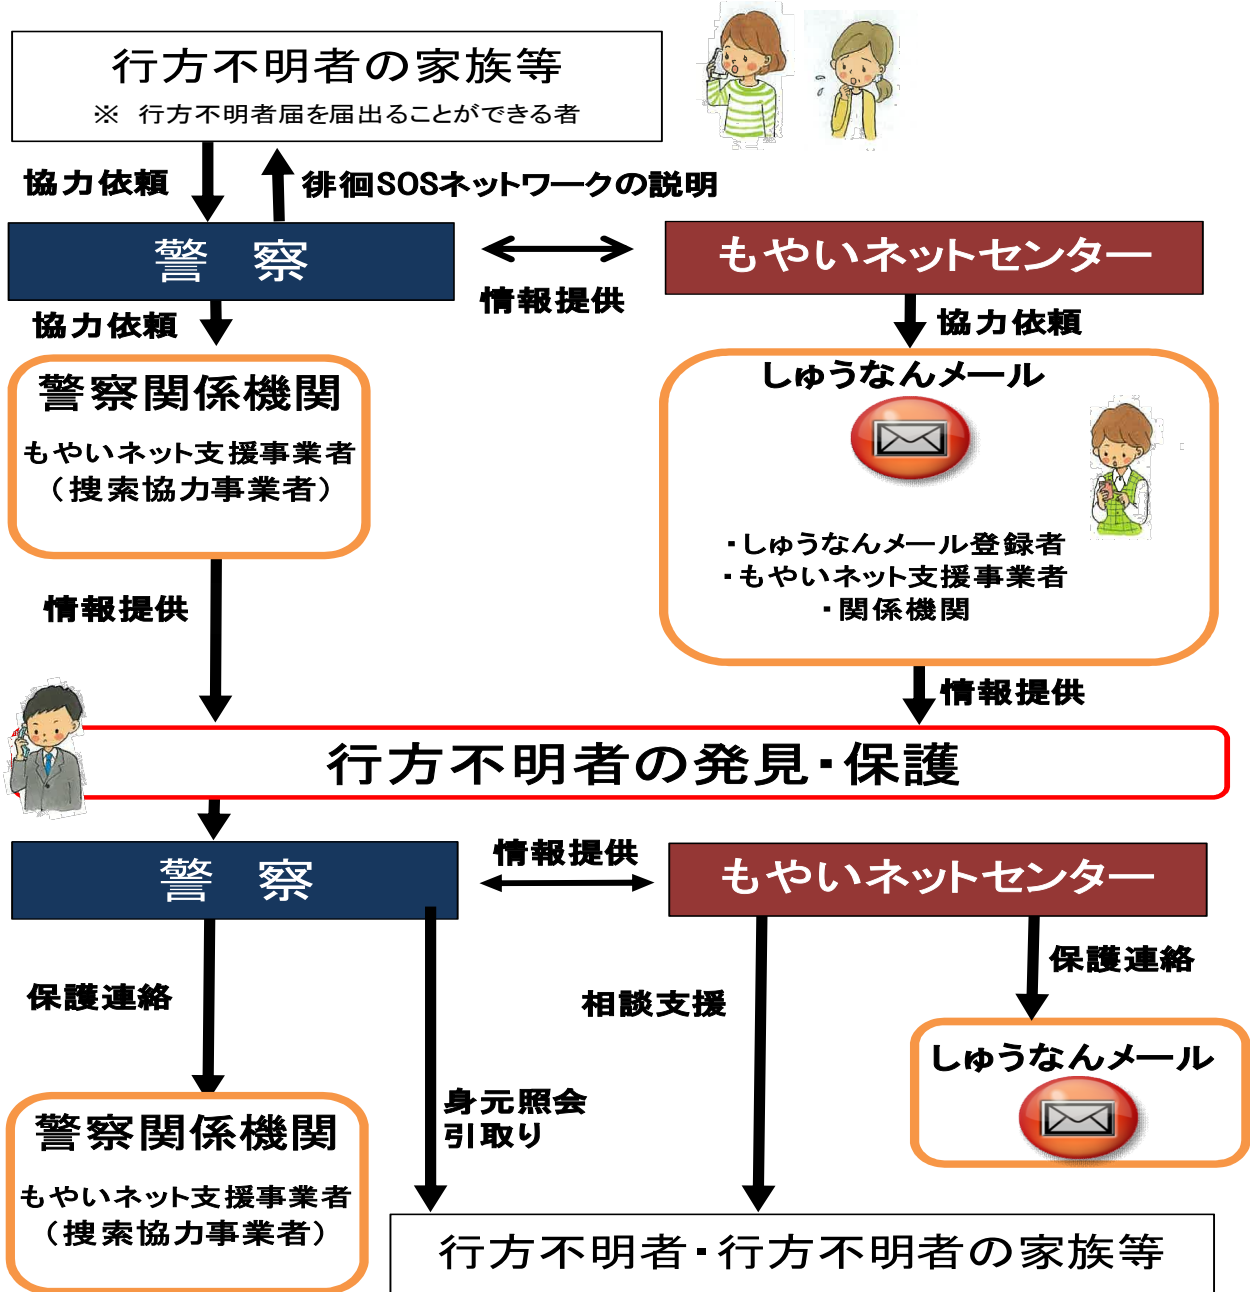 行方不明者の家族等
※ 行方不明者届を届出ることができる者
協力依頼
徘徊SOSネットワークの説明
警 察
情報提供
もやいネットセンター
協力依頼
協力依頼
警察関係機関
もやいネット支援事業者
(捜索協力事業者)
しゅうなんメール
・しゅうなんメール登録者
・もやいネット支援事業者
・関係機関
情報提供
情報提供
行方不明者の発見・保護
警 察
情報提供
もやいネットセンター
保護連絡
相談支援
保護連絡
しゅうなんメール
身元照会
引取り
警察関係機関
もやいネット支援事業者
(捜索協力事業者)
行方不明者・行方不明者の家族等